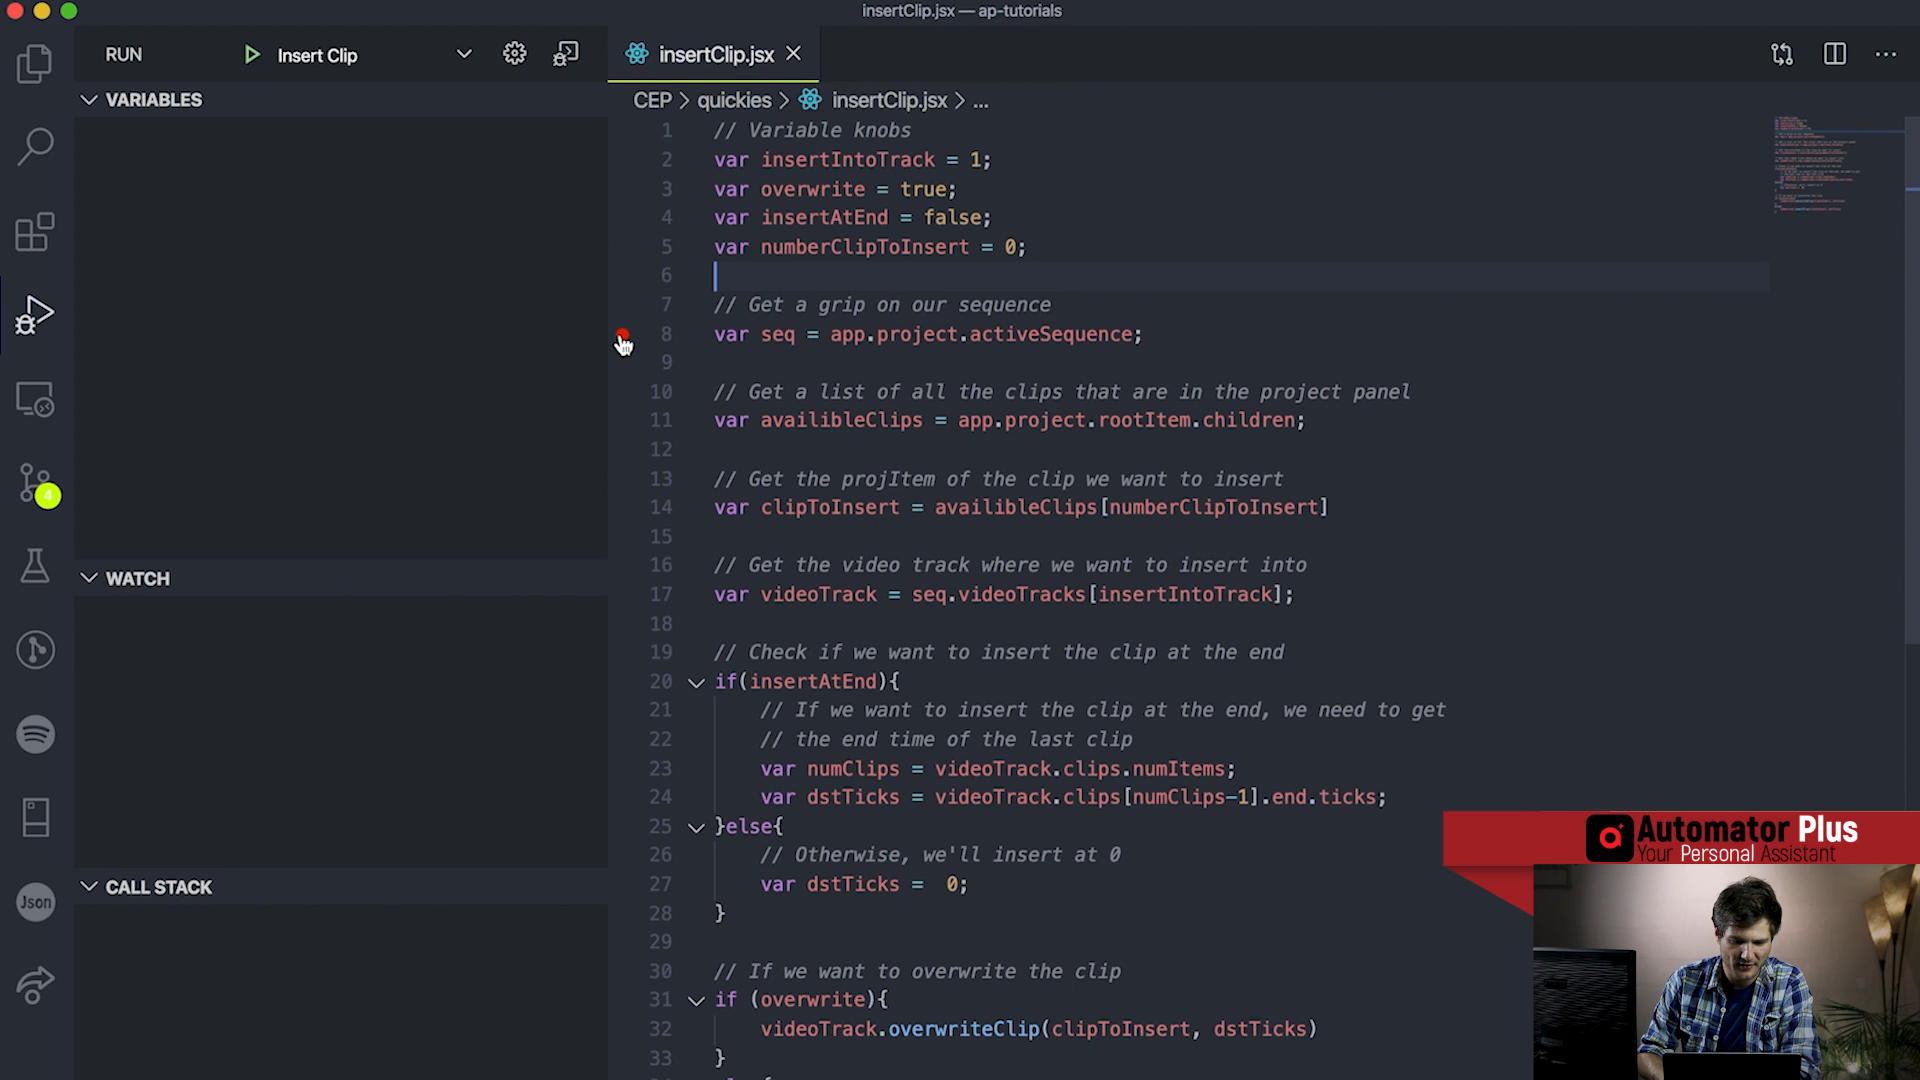 insertClip.jsx — ap-tutorials
RUN
Insert Clip
insertClip.jsx
VARIABLES
WATCH
CALL STACK
4
Json
CEP > quickies > insertClip.jsx > ...
1 // Variable knobs
2 var insertIntoTrack = 1;
3 var overwrite = true;
4 var insertAtEnd = false;
5 var numberClipToInsert = 0;
6
7 // Get a grip on our sequence
8 var seq = app.project.activeSequence;
9
10 // Get a list of all the clips that are in the project panel
11 var availibleClips = app.project.rootItem.children;
12
13 // Get the projItem of the clip we want to insert
14 var clipToInsert = availibleClips[numberClipToInsert]
15
16 // Get the video track where we want to insert into
17 var videoTrack = seq.videoTracks[insertIntoTrack];
18
19 // Check if we want to insert the clip at the end
20 if(insertAtEnd){
21 // If we want to insert the clip at the end, we need to get
22 // the end time of the last clip
23 var numClips = videoTrack.clips.numItems;
24 var dstTicks = videoTrack.clips[numClips-1].end.ticks;
25 }else{
26 // Otherwise, we'll insert at 0
27 var dstTicks =  0;
28 }
29
30 // If we want to overwrite the clip
31 if (overwrite){
32 videoTrack.overwriteClip(clipToInsert, dstTicks)
33 }
Automator Plus
Your Personal Assistant